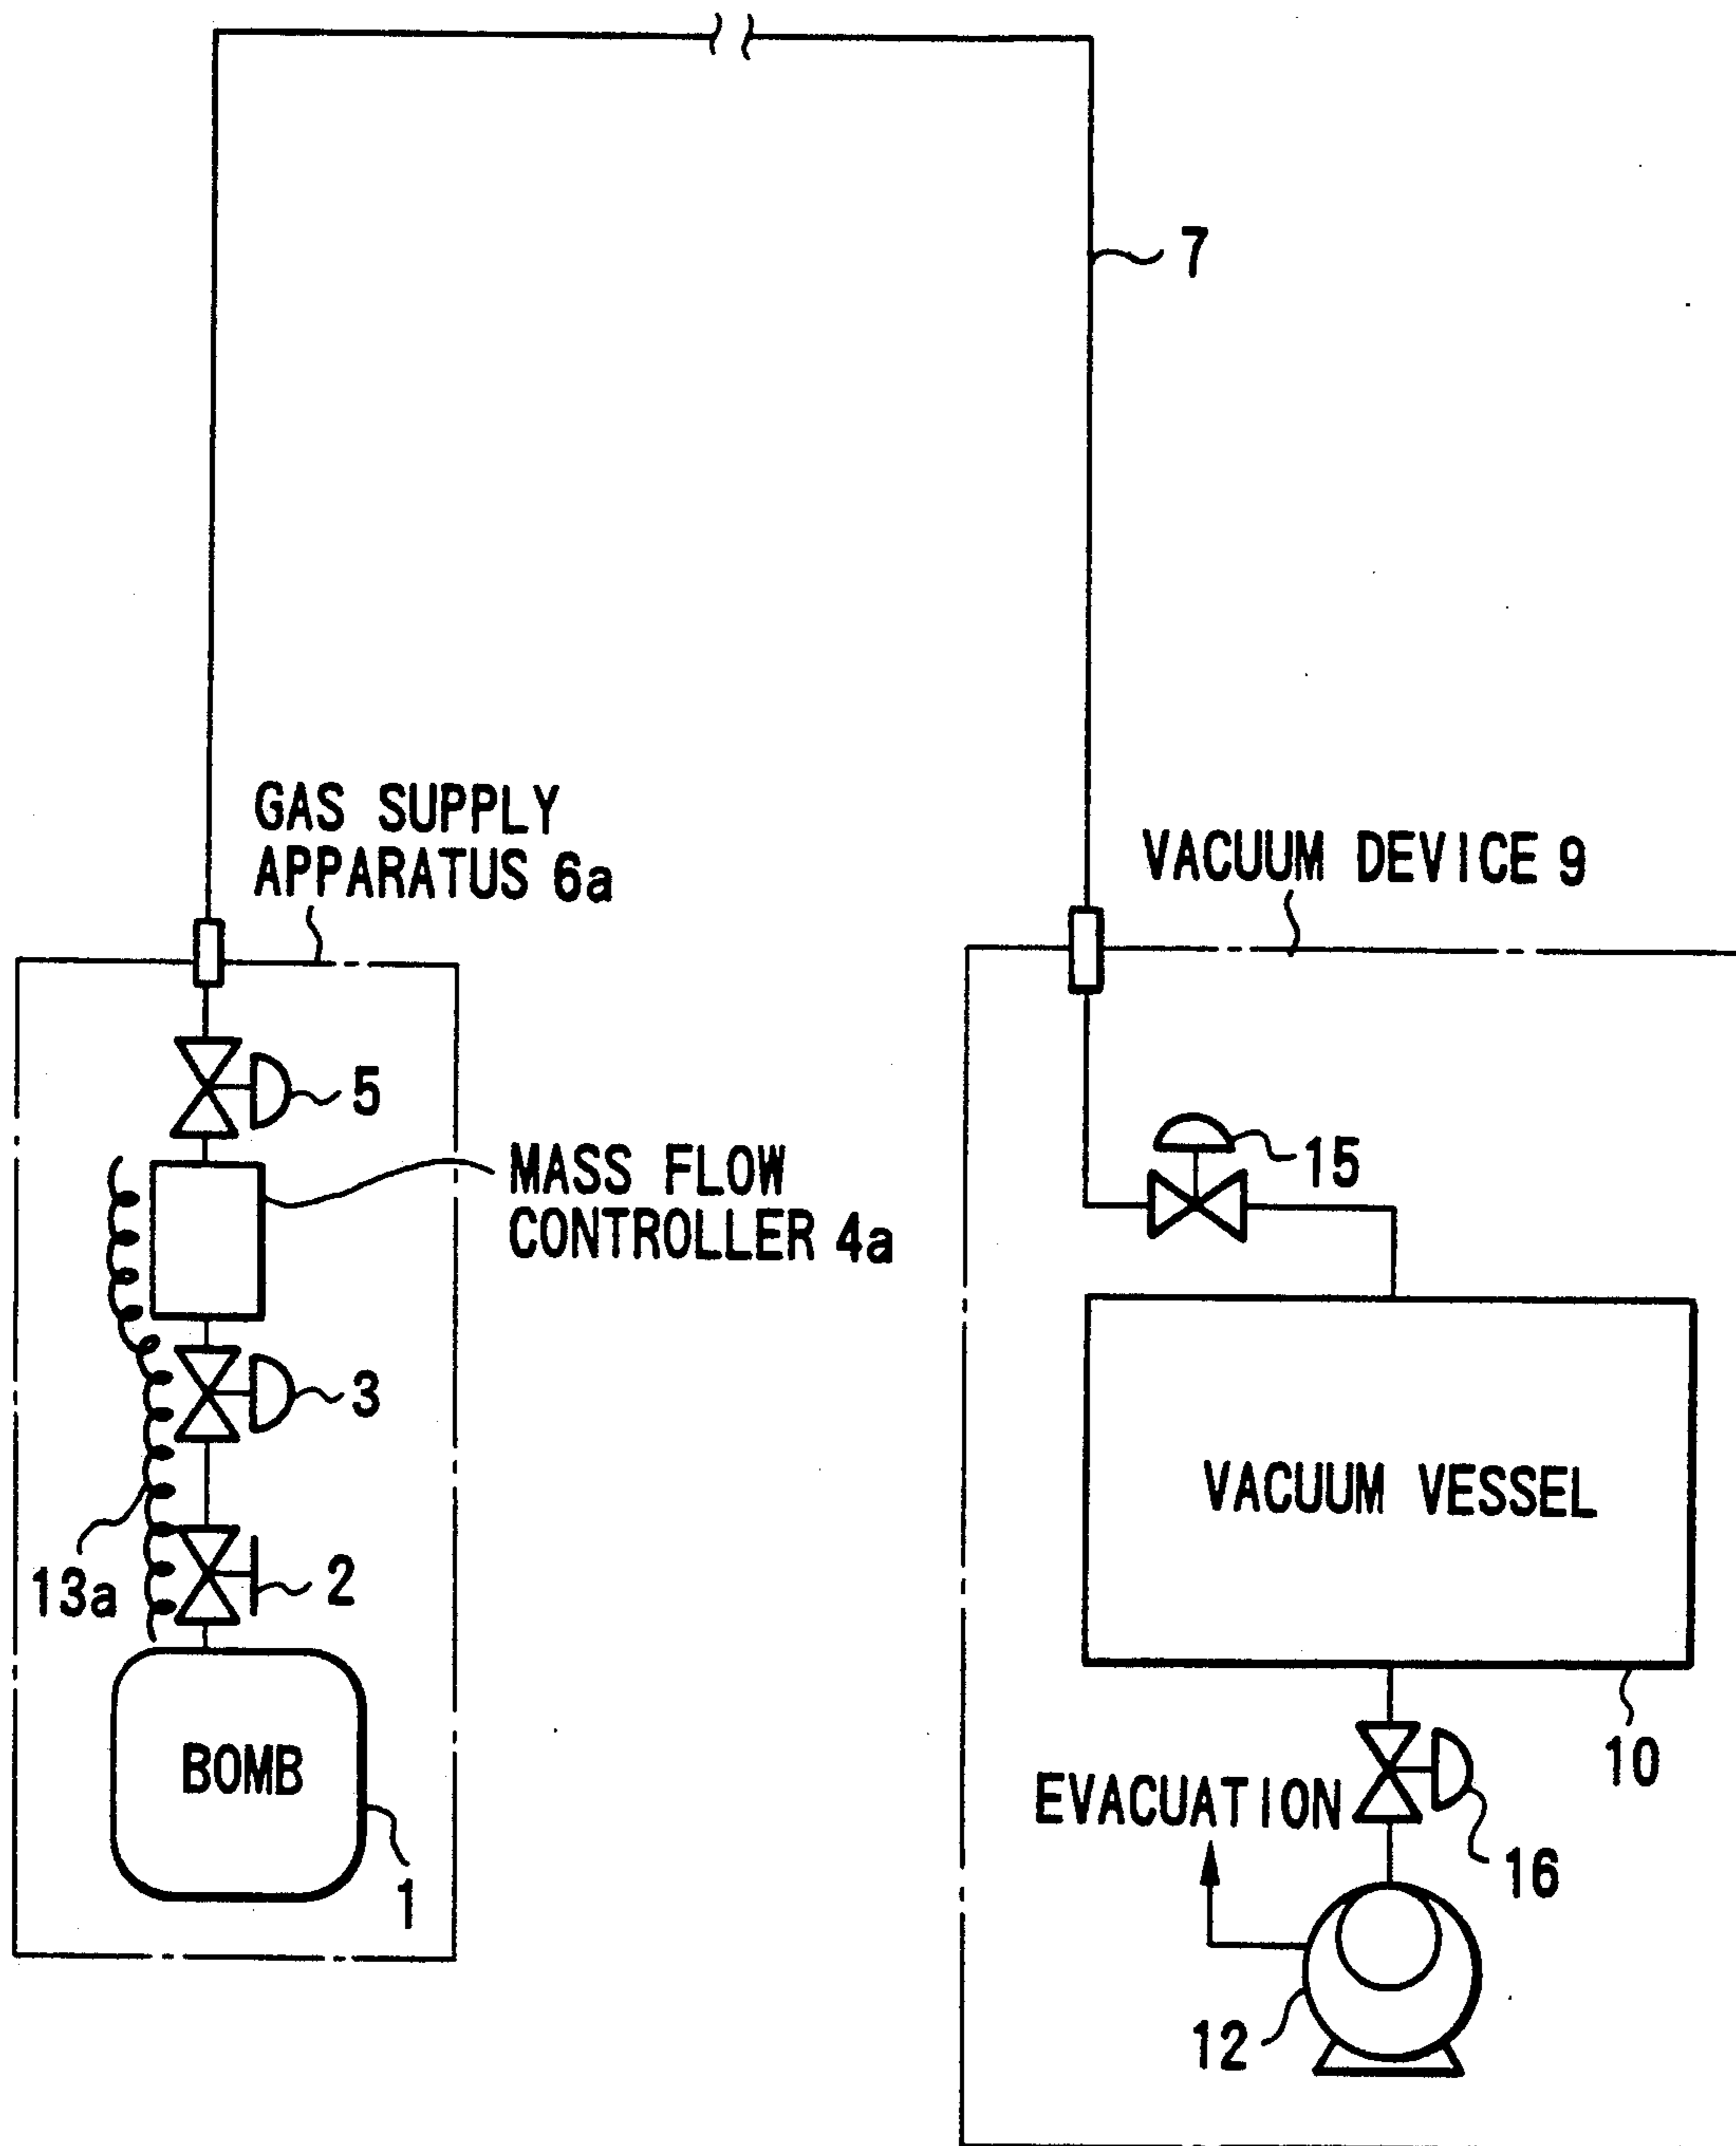 7
GAS SUPPLY
APPARATUS 6a
VACUUM DEVICE 9
5
MASS FLOW
CONTROLLER 4a
15
3
VACUUM VESSEL
13a
2
BOMB
1
10
EVACUATION
16
12